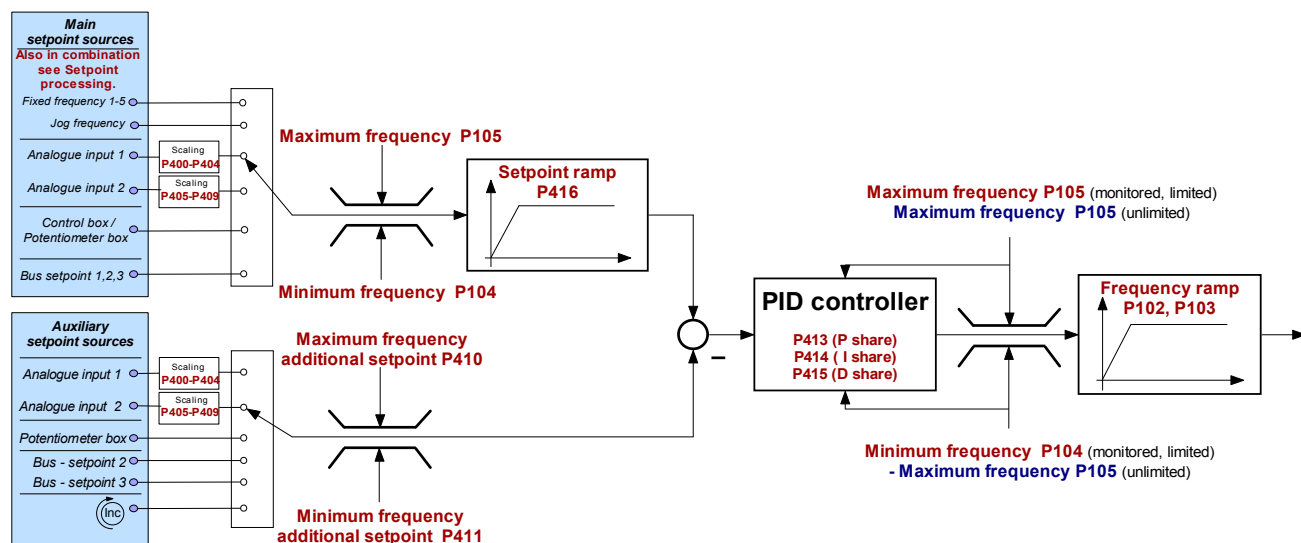 Main
setpoint sources
Also in combination
see Setpoint
processing.
Fixed frequency 1-5
Jog frequency
Analogue input 1
Scaling
P400-P404
Analogue input 2
Scaling
P405-P409
Control box /
Potentiometer box
Bus setpoint 1,2,3
Maximum frequency P105
Minimum frequency P104
Setpoint ramp
P416
Auxiliary
setpoint sources
Analogue input 1
Scaling
P400-P404
Analogue input 2
Scaling
P405-P409
Potentiometer box
Bus - setpoint 2
Bus - setpoint 3
Inc
Maximum frequency
additional setpoint P410
Minimum frequency
additional setpoint P411
–
PID controller
P413 (P share)
P414 ( I share)
P415 (D share)
Maximum frequency P105 (monitored, limited)
Maximum frequency P105 (unlimited)
Minimum frequency P104 (monitored, limited)
- Maximum frequency P105 (unlimited)
Frequency ramp
P102, P103